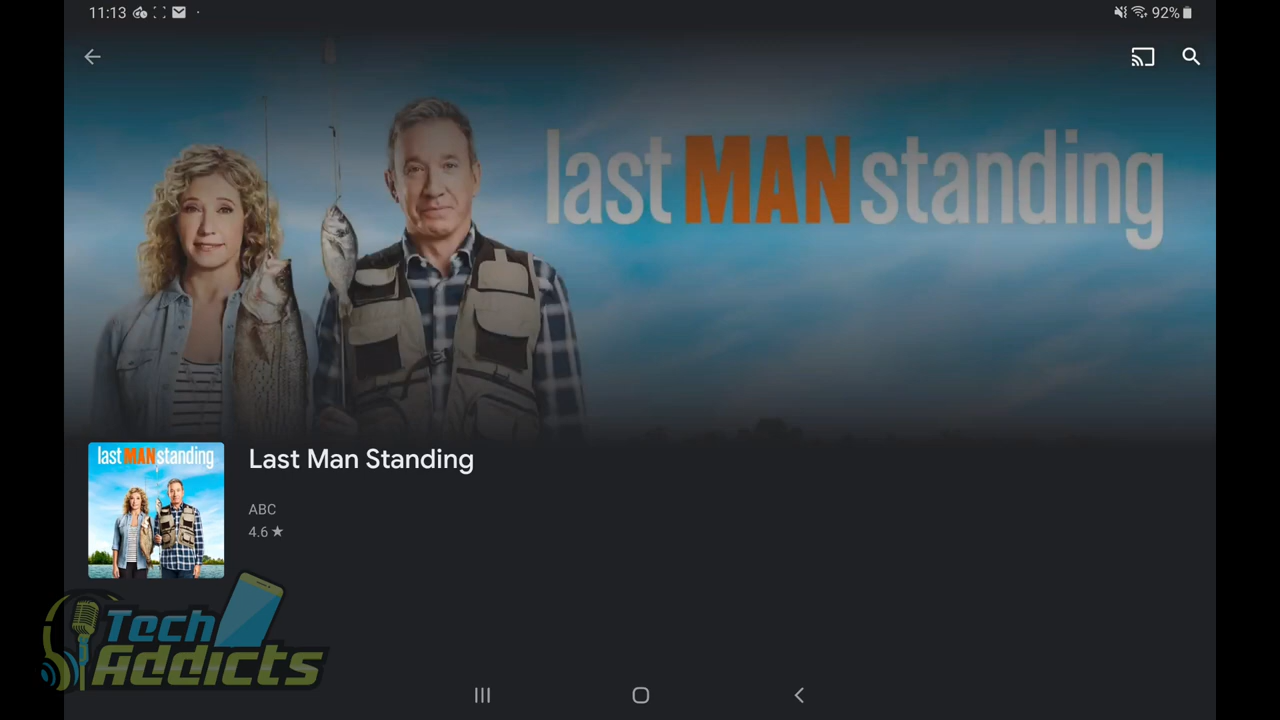 11:13
92%
last MAN standing
last MAN standing
Last Man Standing
ABC
4.6 ★
Tech
Addicts